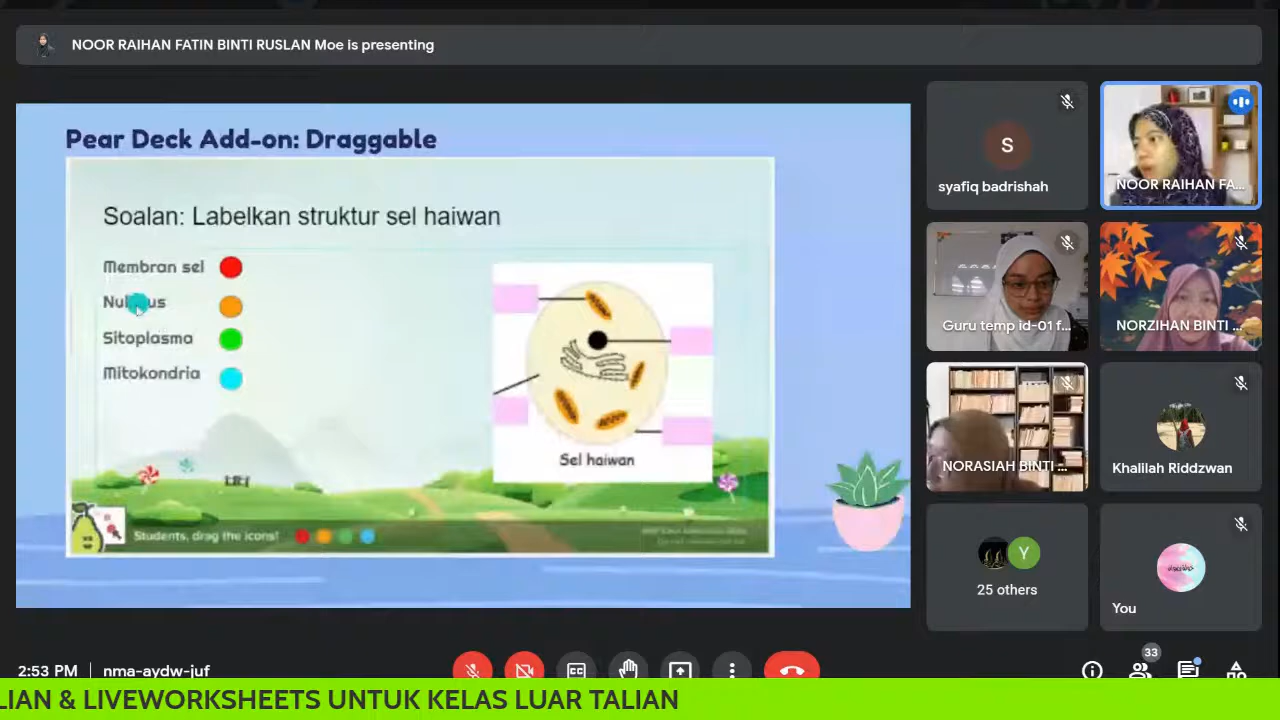 NOOR RAIHAN FATIN BINTI RUSLAN Moe is presenting
Pear Deck Add-on: Draggable
Soalan: Labelkan struktur sel haiwan
Membran sel
Sitoplasma
Mitokondria
Sel haiwan
Students, drag the icons!
S
syafiq badrishah
NOOR RAIHAN FA...
Guru temp id-01 f...
NORZIHAN BINTI ...
NORASIAH BINTI ...
Khalilah Riddzwan
Y
25 others
You
2:53 PM | nma-aydw-juf
CC
33
LIAN & LIVEWORKSHEETS UNTUK KELAS LUAR TALIAN